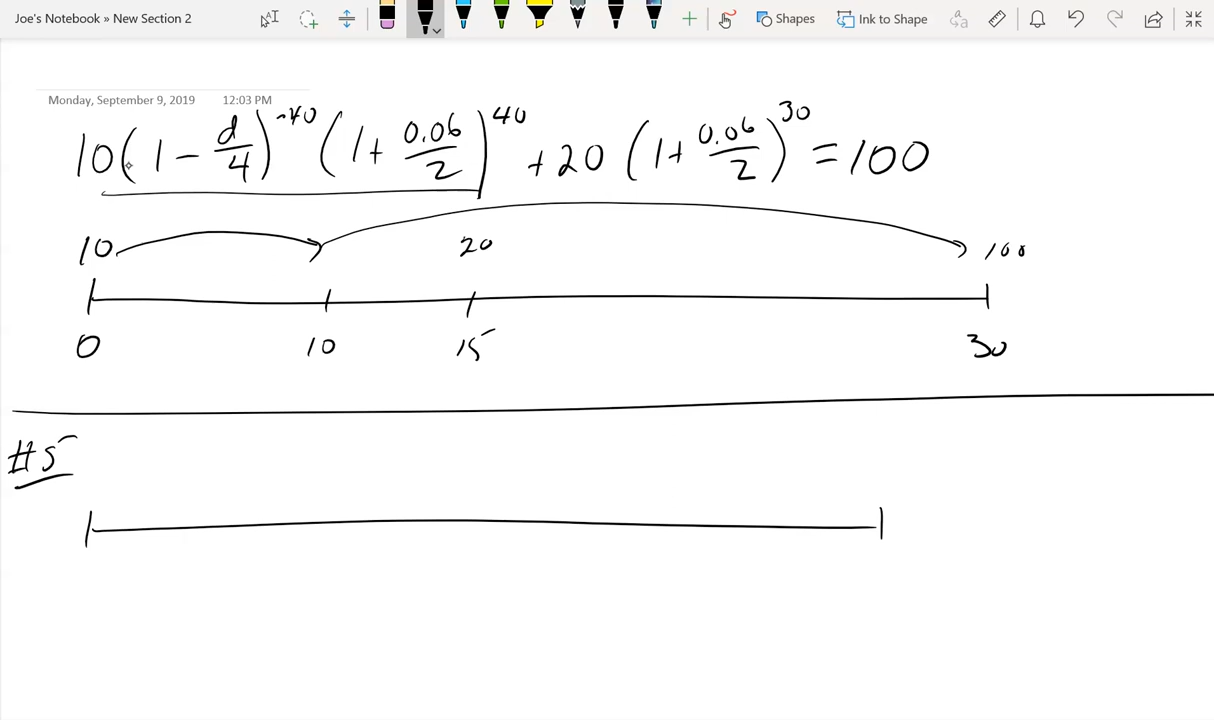 Joe's Notebook » New Section 2
Shapes
Ink to Shape
Monday, September 9, 2019 12:03 PM
10(1 - d/4)^-40 (1 + 0.06/2)^40 + 20 (1 + 0.06/2)^30 = 100
10 20 100
0 10 15 30
#5